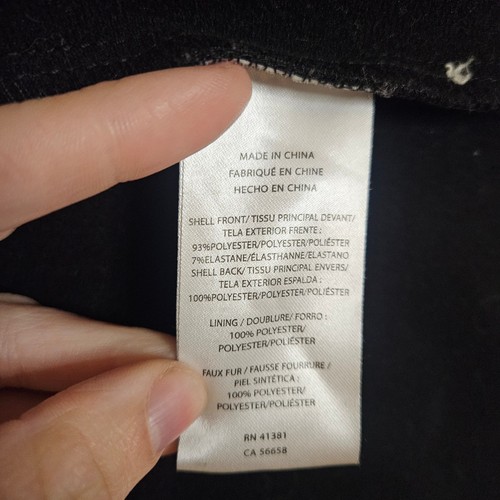 MADE IN CHINA
FABRIQUÉ EN CHINE
HECHO EN CHINA
SHELL FRONT/ TISSU PRINCIPAL DEVANT/
TELA EXTERIOR FRENTE :
93%POLYESTER/POLYESTER/POLIÉSTER
7%ELASTANE/ÉLASTHANNE/ELASTANO
SHELL BACK/ TISSU PRINCIPAL ENVERS/
TELA EXTERIOR ESPALDA :
100%POLYESTER/POLYESTER/POLIÉSTER
LINING / DOUBLURE/ FORRO :
100% POLYESTER/
POLYESTER/POLIÉSTER
FAUX FUR / FAUSSE FOURRURE /
PIEL SINTÉTICA :
100% POLYESTER/
POLYESTER/POLIÉSTER
RN 41381
CA 56658